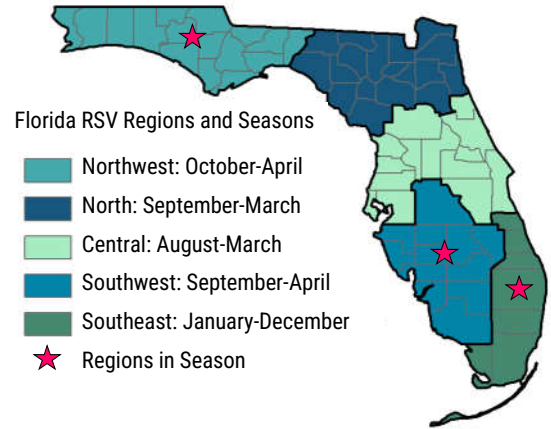 Florida RSV Regions and Seasons
Northwest: October-April
North: September-March
Central: August-March
Southwest: September-April
Southeast: January-December
Regions in Season